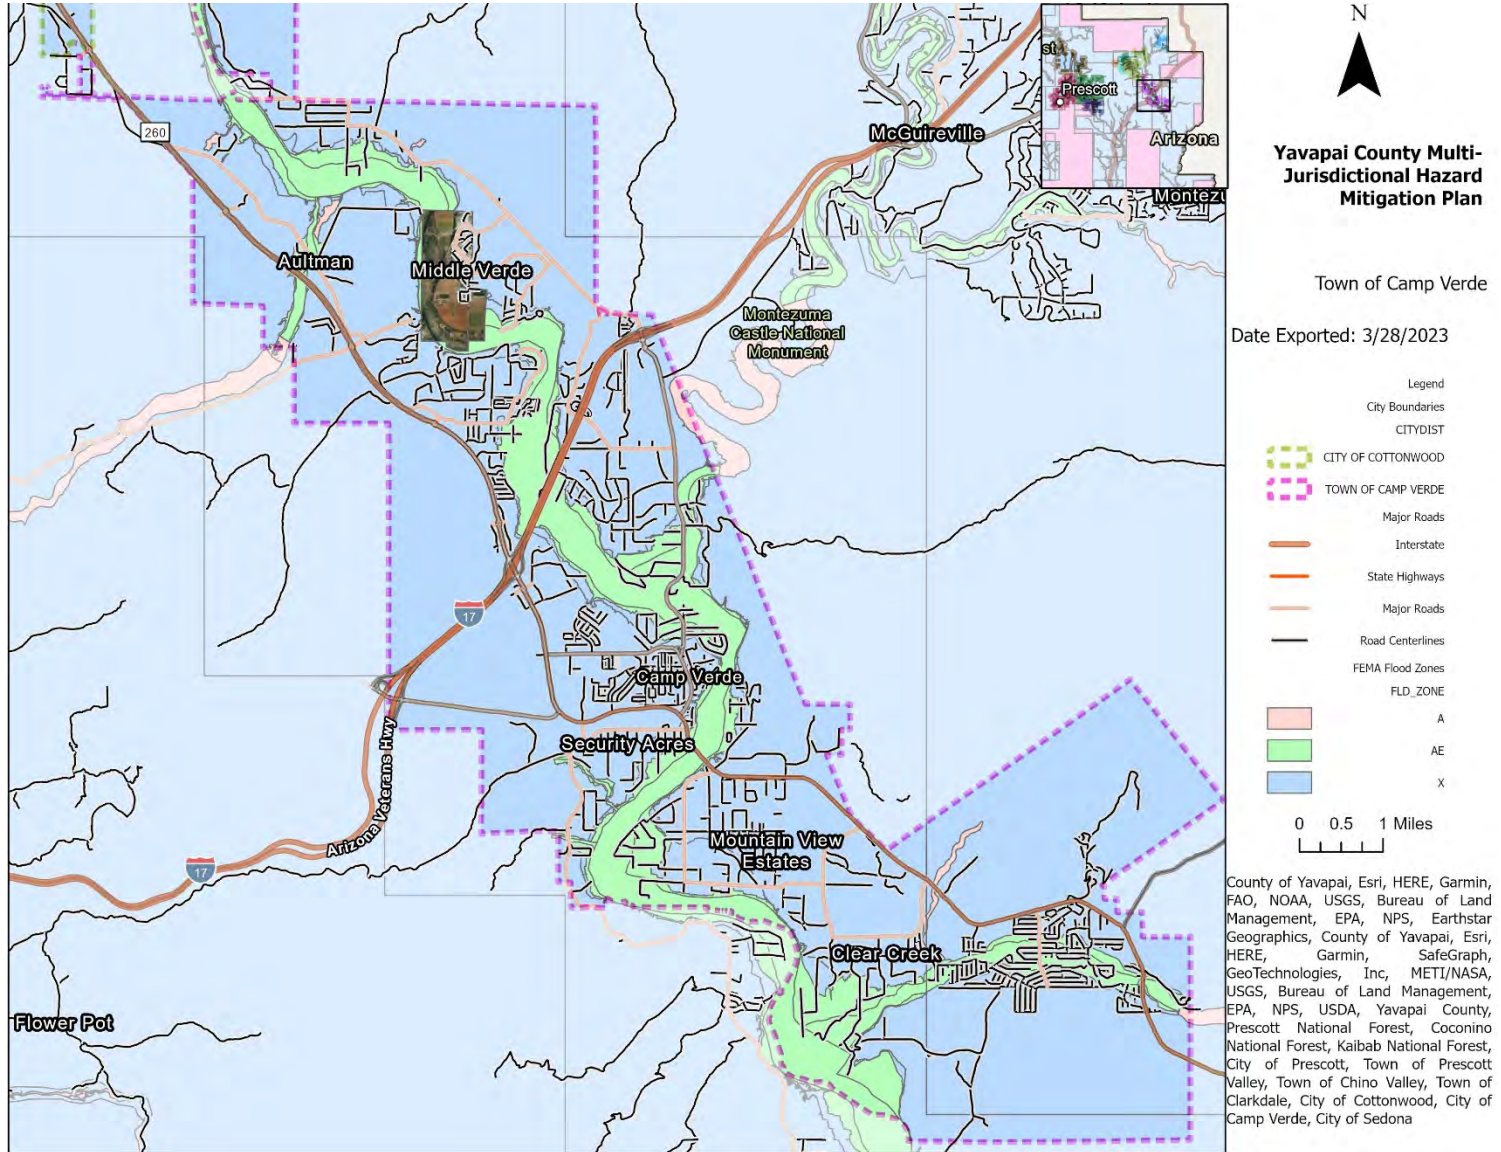 260
McGuireville
st
Prescott
Arizona
Montezu
Aultman
Middle Verde
Montezuma
Castle National
Monument
17
Camp Verde
Security Acres
Arizona Veterans Hwy
17
Mountain View
Estates
Clear Creek
Flower Pot
N
Yavapai County Multi-
Jurisdictional Hazard
Mitigation Plan
Town of Camp Verde
Date Exported: 3/28/2023
Legend
City Boundaries
CITYDIST
CITY OF COTTONWOOD
TOWN OF CAMP VERDE
Major Roads
Interstate
State Highways
Major Roads
Road Centerlines
FEMA Flood Zones
FLD_ZONE
A
AE
X
0 0.5 1 Miles
County of Yavapai, Esri, HERE, Garmin,
FAO, NOAA, USGS, Bureau of Land
Management, EPA, NPS, Earthstar
Geographics, County of Yavapai, Esri,
HERE, Garmin, SafeGraph,
GeoTechnologies, Inc, METI/NASA,
USGS, Bureau of Land Management,
EPA, NPS, USDA, Yavapai County,
Prescott National Forest, Coconino
National Forest, Kaibab National Forest,
City of Prescott, Town of Prescott
Valley, Town of Chino Valley, Town of
Clarkdale, City of Cottonwood, City of
Camp Verde, City of Sedona